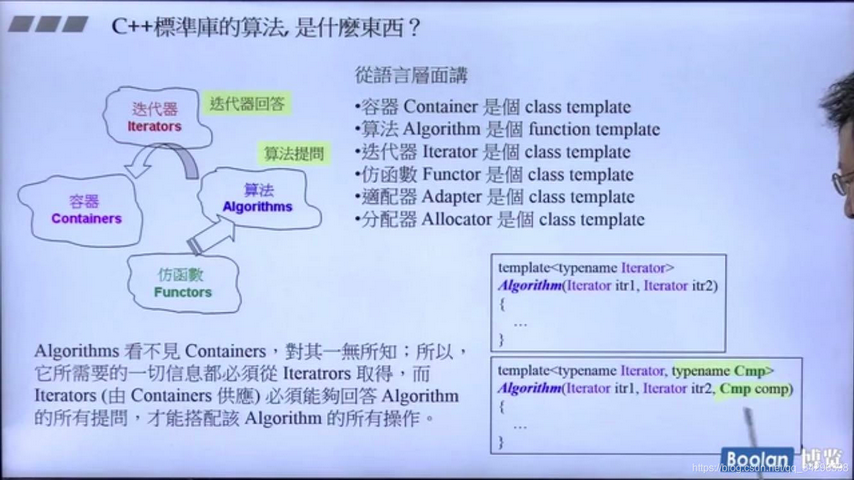 C++標準庫的算法, 是什麼東西？
迭代器
Iterators
迭代器回答
算法提問
容器
Containers
算法
Algorithms
仿函數
Functors
從語言層面講
•容器 Container 是個 class template
•算法 Algorithm 是個 function template
•迭代器 Iterator 是個 class template
•仿函數 Functor 是個 class template
•適配器 Adapter 是個 class template
•分配器 Allocator 是個 class template
template<typename Iterator>
Algorithm(Iterator itr1, Iterator itr2)
{
…
}
template<typename Iterator, typename Cmp>
Algorithm(Iterator itr1, Iterator itr2, Cmp comp)
{
…
}
Algorithms 看不見 Containers，對其一無所知；所以，
它所需要的一切信息都必須從 Iteratrors 取得，而
Iterators (由 Containers 供應) 必須能夠回答 Algorithm
的所有提問，才能搭配該 Algorithm 的所有操作。
Boolan 博览